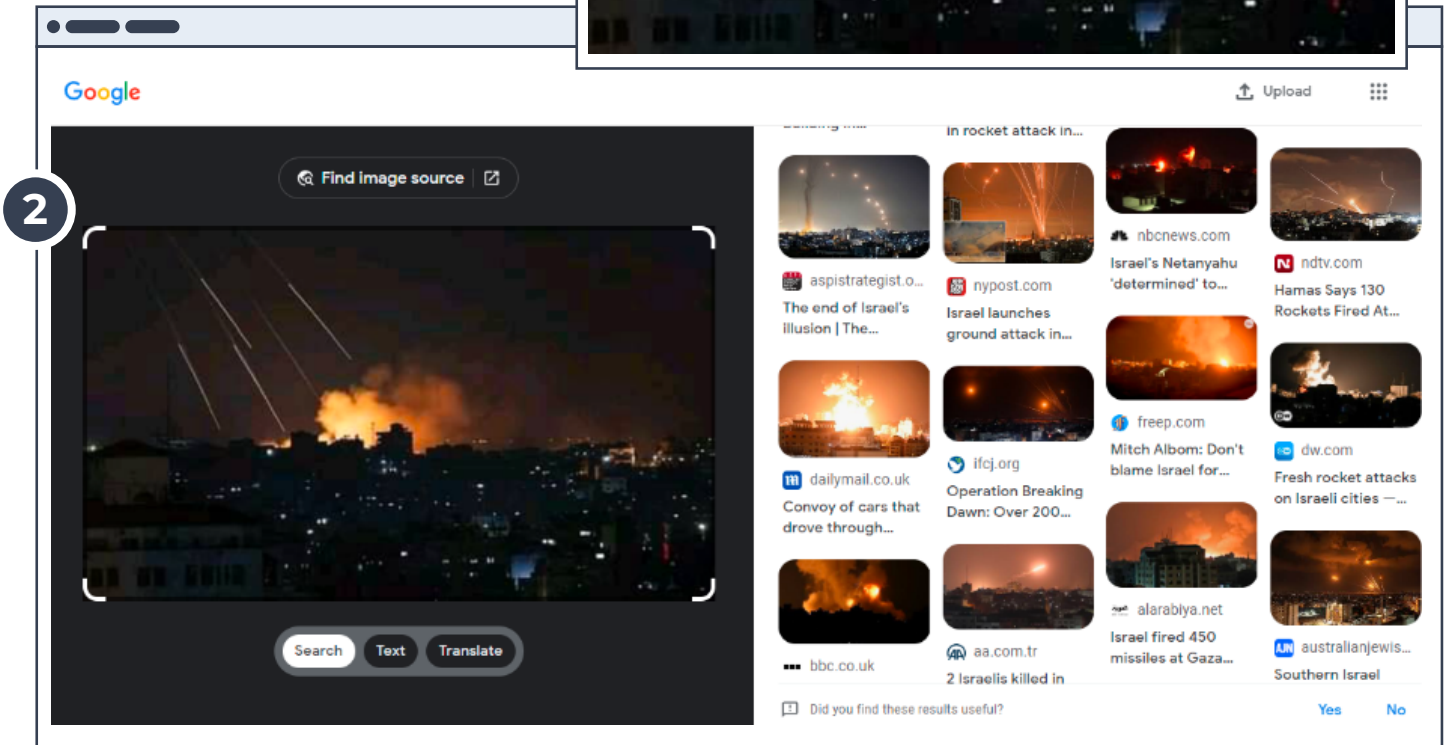 Google
Upload
2
Find image source
Search
Text
Translate
in rocket attack in...
aspistrategist.o...
The end of Israel's
illusion | The...
dailymail.co.uk
Convoy of cars that
drove through...
bbc.co.uk
nypost.com
Israel launches
ground attack in...
ifcj.org
Operation Breaking
Dawn: Over 200...
aa.com.tr
2 Israelis killed in
nbcnews.com
Israel's Netanyahu
'determined' to...
freep.com
Mitch Albom: Don't
blame Israel for...
alarabiya.net
Israel fired 450
missiles at Gaza...
N ndtv.com
Hamas Says 130
Rockets Fired At...
dw.com
Fresh rocket attacks
on Israeli cities —...
AJN australianjewis...
Southern Israel
Did you find these results useful?
Yes
No